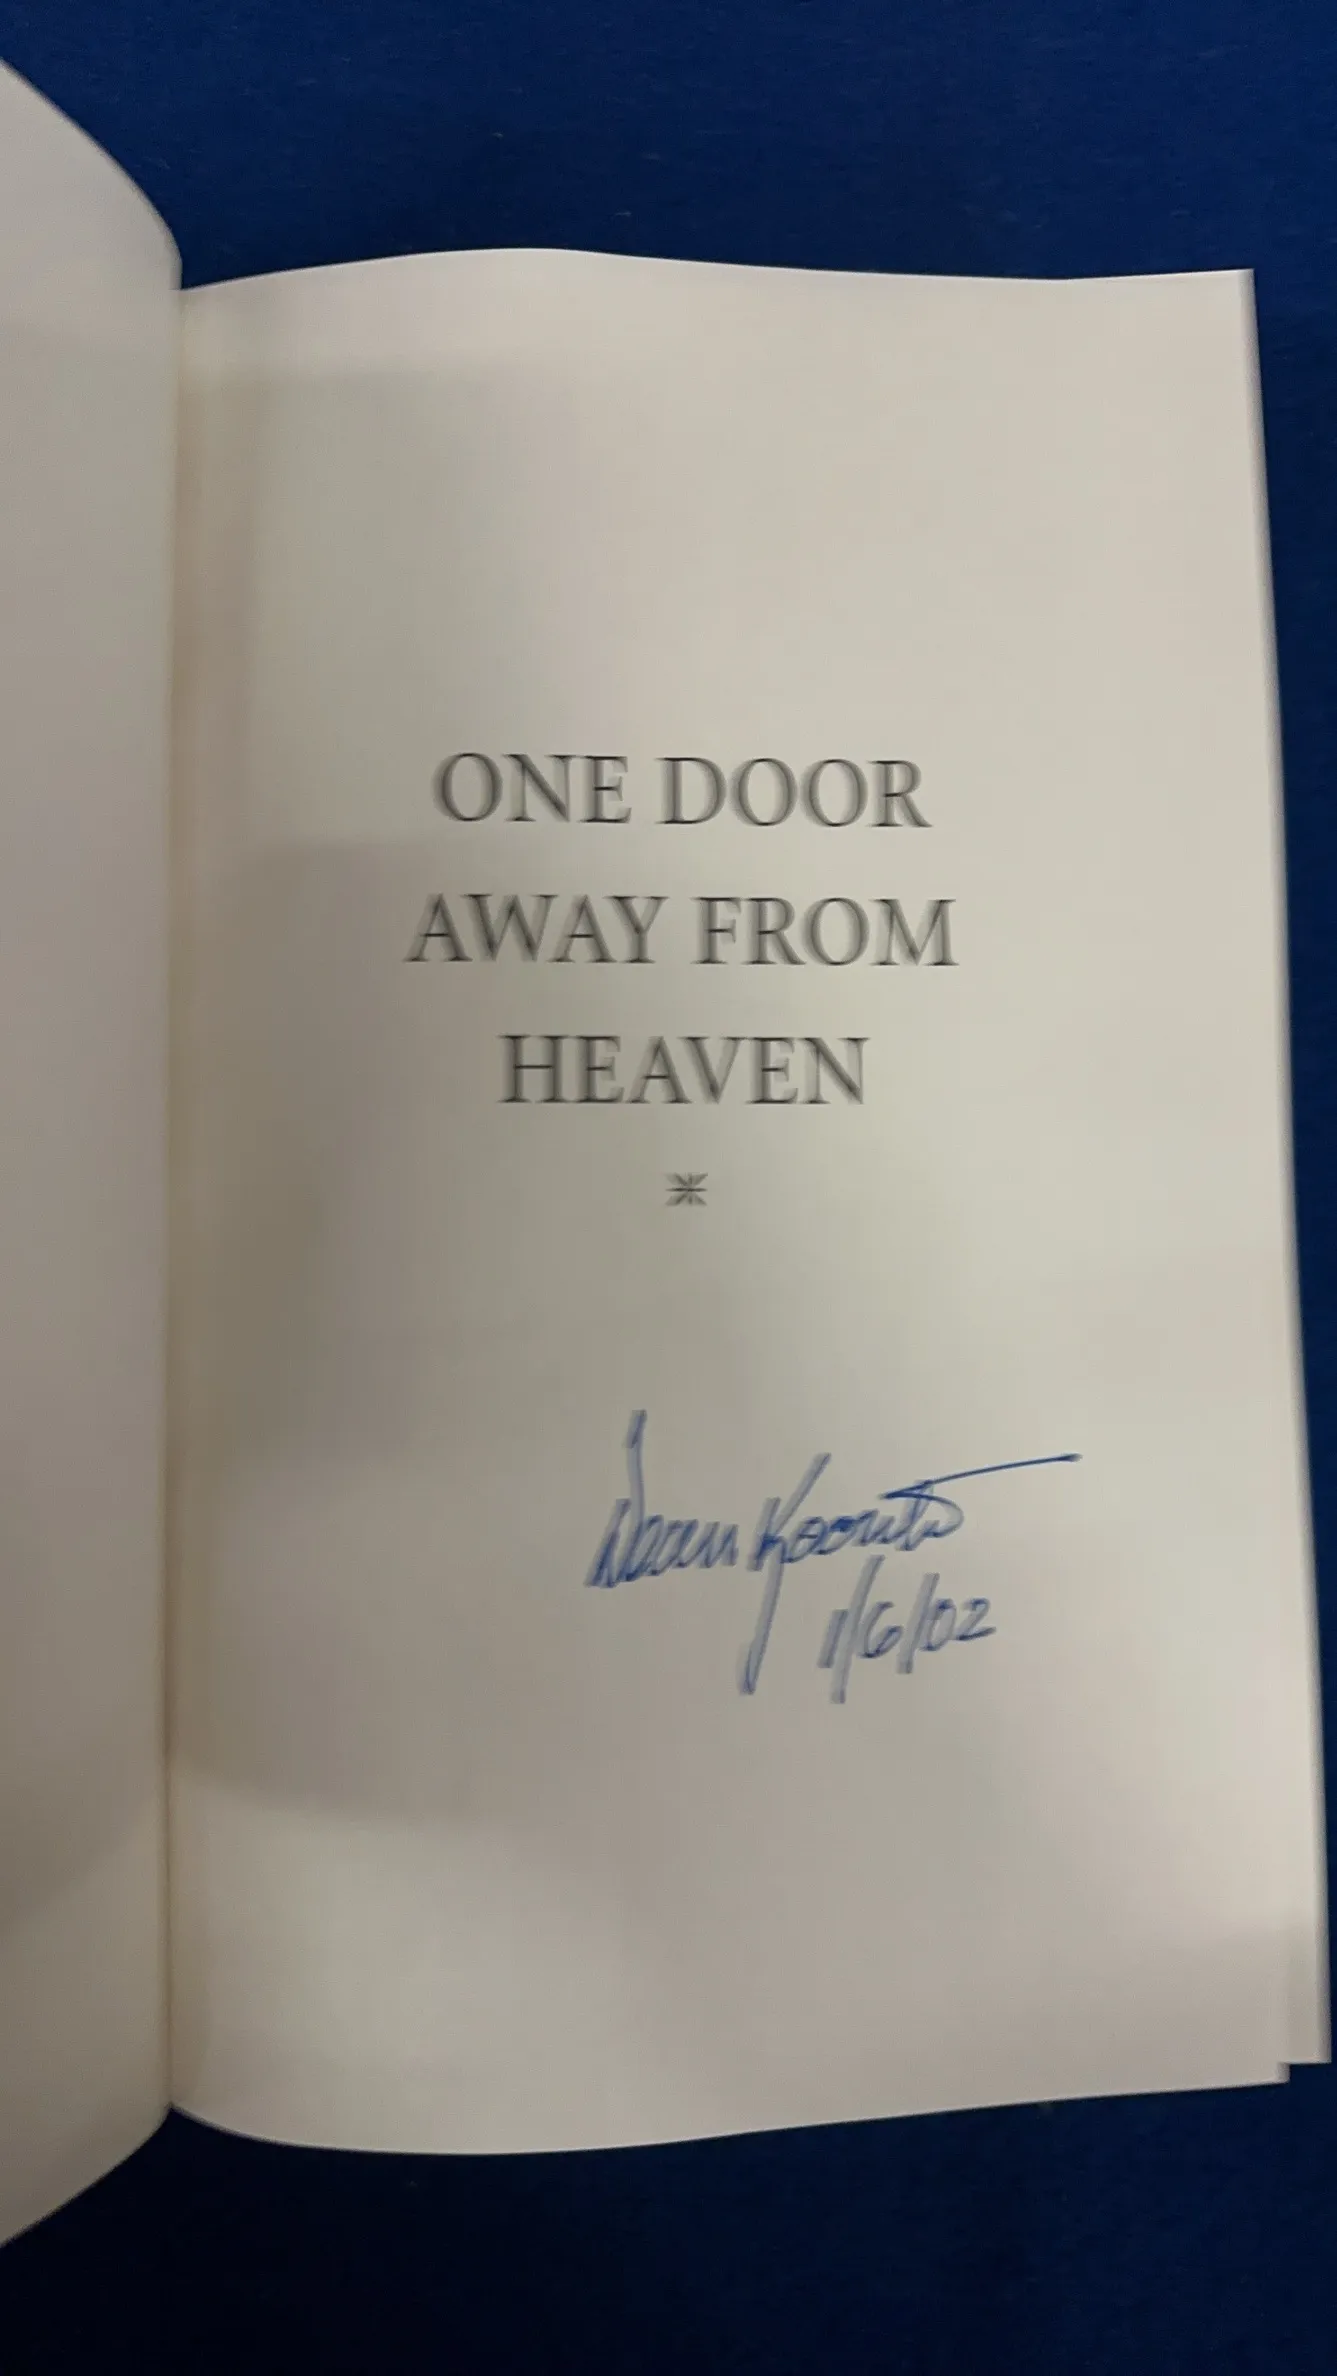 ONE DOOR
AWAY FROM
HEAVEN
Dean Koontz
1/6/02